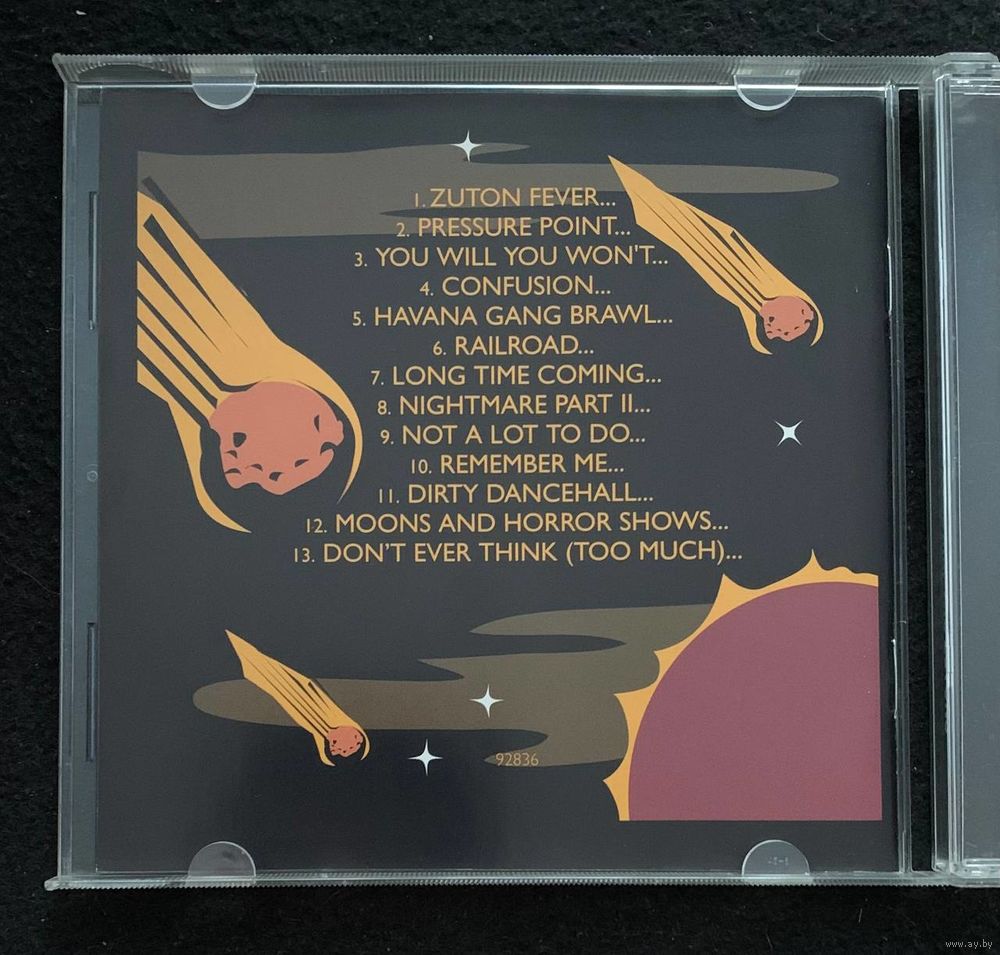 1. ZUTON FEVER...
2. PRESSURE POINT...
3. YOU WILL YOU WON'T...
4. CONFUSION...
5. HAVANA GANG BRAWL...
6. RAILROAD...
7. LONG TIME COMING...
8. NIGHTMARE PART II...
9. NOT A LOT TO DO...
10. REMEMBER ME...
11. DIRTY DANCEHALL...
12. MOONS AND HORROR SHOWS...
13. DON’T EVER THINK (TOO MUCH)...
92836
www.ay.by